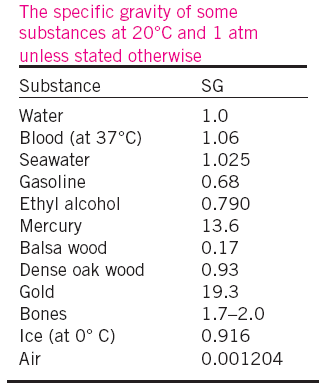 The specific gravity of some
substances at 20°C and 1 atm
unless stated otherwise
Substance SG
Water 1.0
Blood (at 37°C) 1.06
Seawater 1.025
Gasoline 0.68
Ethyl alcohol 0.790
Mercury 13.6
Balsa wood 0.17
Dense oak wood 0.93
Gold 19.3
Bones 1.7–2.0
Ice (at 0° C) 0.916
Air 0.001204